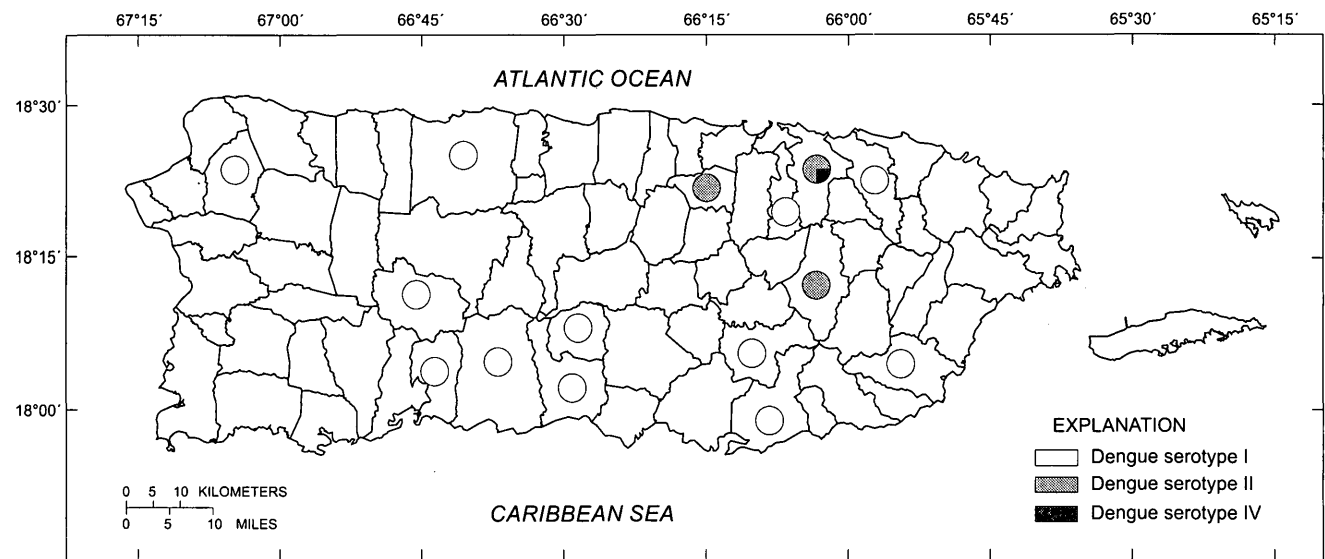 67°15′ 67°00′ 66°45′ 66°30′ 66°15′ 66°00′ 65°45′ 65°30′ 65°15′
ATLANTIC OCEAN
18°30′
18°15′
18°00′
EXPLANATION
Dengue serotype I
Dengue serotype II
Dengue serotype IV
0 5 10 KILOMETERS
0 5 10 MILES
CARIBBEAN SEA